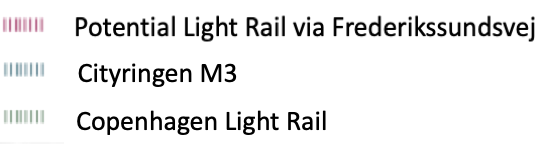 Potential Light Rail via Frederikssundsvej
Cityringen M3
Copenhagen Light Rail